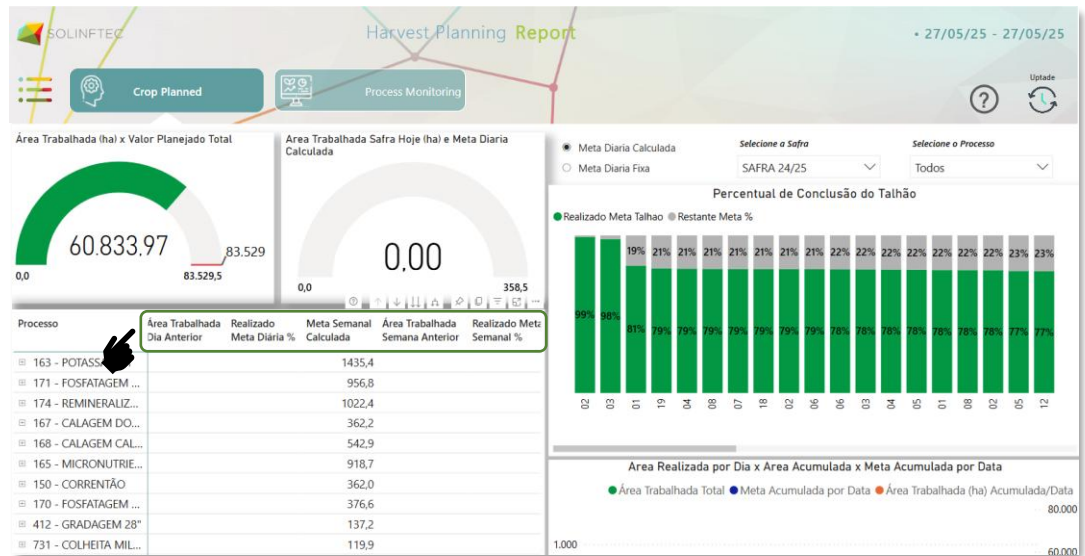 SOLINFTEC
Harvest Planning Report
• 27/05/25 - 27/05/25
Crop Planned
Process Monitoring
Uptade
?
Área Trabalhada (ha) x Valor Planejado Total
60.833,97
83.529
0,0
83.529,5
Area Trabalhada Safra Hoje (ha) e Meta Diaria
Calculada
0,00
0,0
358,5
Meta Diaria Calculada
Meta Diaria Fixa
Selecione a Safra
SAFRA 24/25
Selecione o Processo
Todos
Percentual de Conclusão do Talhão
Realizado Meta Talhao Restante Meta %
19% 21% 21% 21% 21% 21% 21% 21% 22% 22% 22% 22% 22% 22% 22% 23% 23%
99% 98% 81% 79% 79% 79% 79% 79% 79% 79% 78% 78% 78% 78% 78% 78% 78% 77% 77%
02 03 01 19 04 08 07 18 02 06 06 03 04 05 01 08 02 05 12
Processo
Área Trabalhada Realizado Meta Semanal Área Trabalhada Realizado Meta
Dia Anterior Meta Diária % Calculada Semana Anterior Semanal %
163 - POTASSA 1435,4
171 - FOSFATAGEM ... 956,8
174 - REMINERALIZ... 1022,4
167 - CALAGEM DO... 362,2
168 - CALAGEM CAL... 542,9
165 - MICRONUTRIE... 918,7
150 - CORRENTÃO 362,0
170 - FOSFATAGEM ... 376,6
412 - GRADAGEM 28" 137,2
731 - COLHEITA MIL... 119,9
Area Realizada por Dia x Area Acumulada x Meta Acumulada por Data
Área Trabalhada Total Meta Acumulada por Data Área Trabalhada (ha) Acumulada/Data
80.000
1.000
60.000